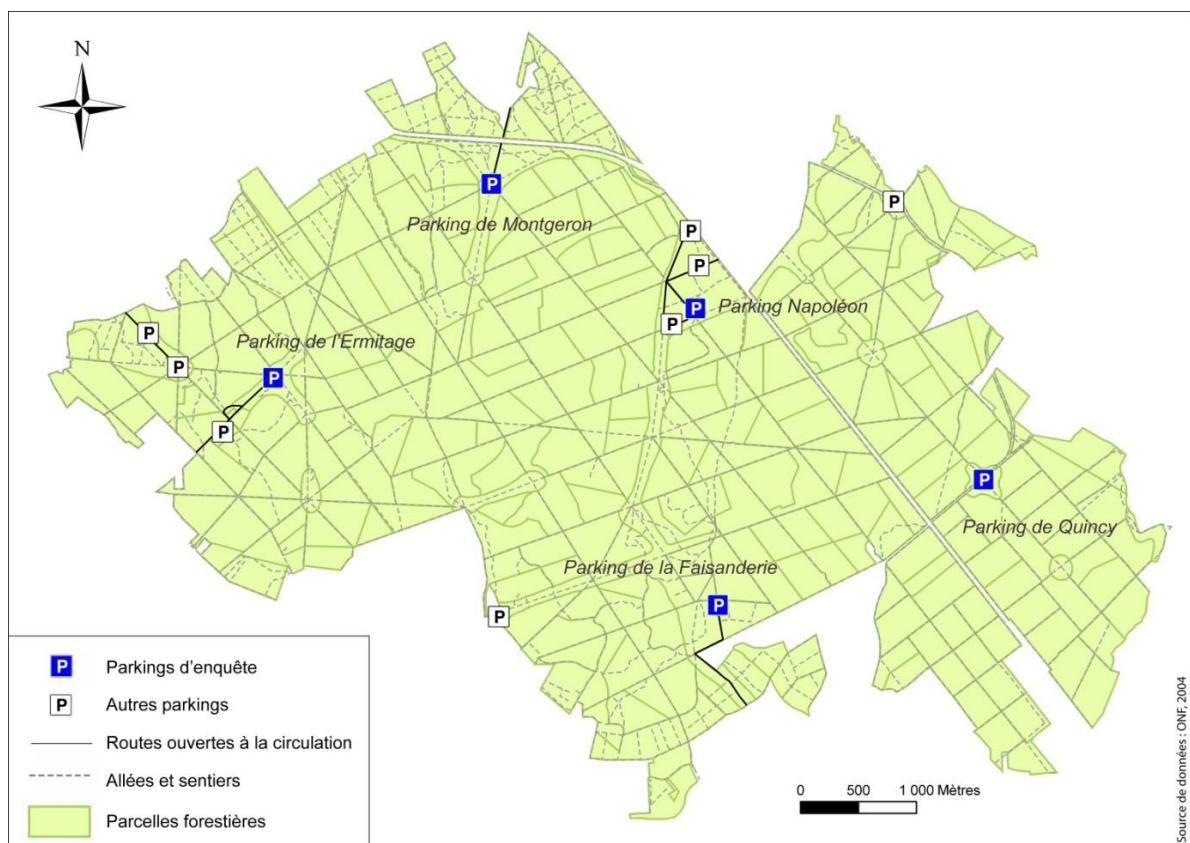 N
P
Parking de Montgeron
P
P
P
P
P
Parking Napoléon
P
P
P
Parking de l'Ermitage
P
P
P
Parking de Quincy
Parking de la Faisanderie
P
P
P Parkings d'enquête
P Autres parkings
Routes ouvertes à la circulation
Allées et sentiers
Parcelles forestières
0 500 1 000 Mètres
Source de données : ONF, 2004